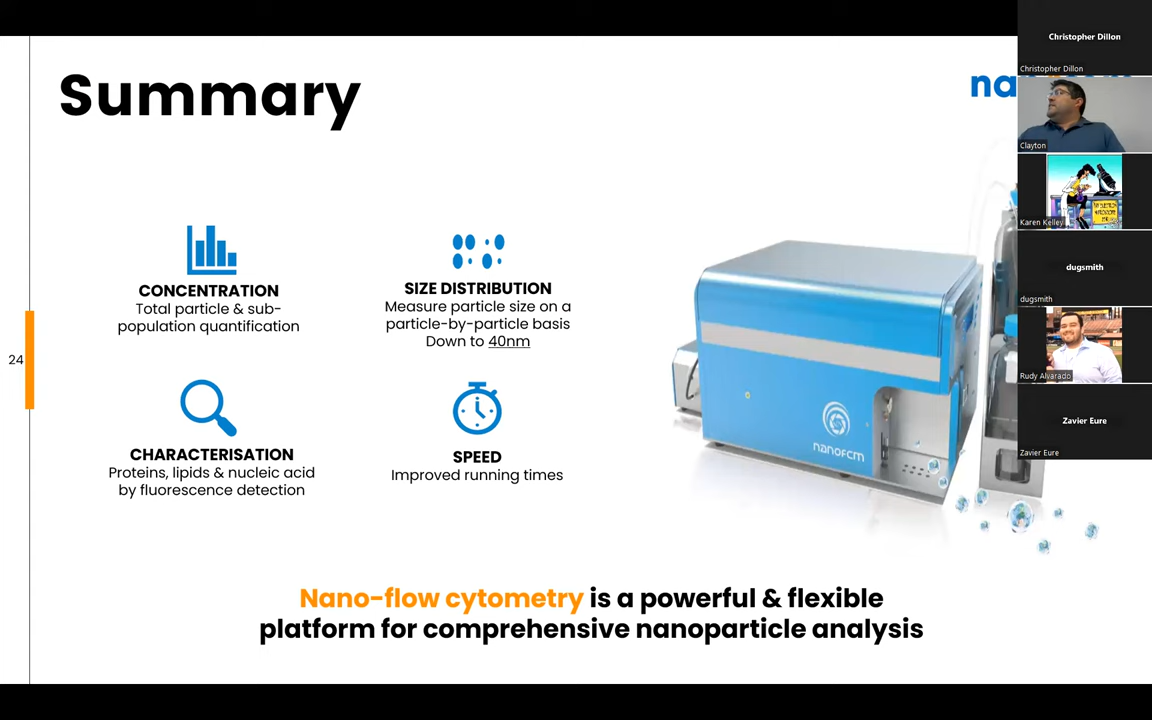 Summary
na
CONCENTRATION
Total particle & sub-
population quantification
SIZE DISTRIBUTION
Measure particle size on a
particle-by-particle basis
Down to 40nm
24
CHARACTERISATION
Proteins, lipids & nucleic acid
by fluorescence detection
SPEED
Improved running times
nanoFCM
Nano-flow cytometry is a powerful & flexible
platform for comprehensive nanoparticle analysis
Christopher Dillon
Christopher Dillon
Clayton
Karen Kelley
dugsmith
dugsmith
Rudy Alvarado
Zavier Eure
Zavier Eure